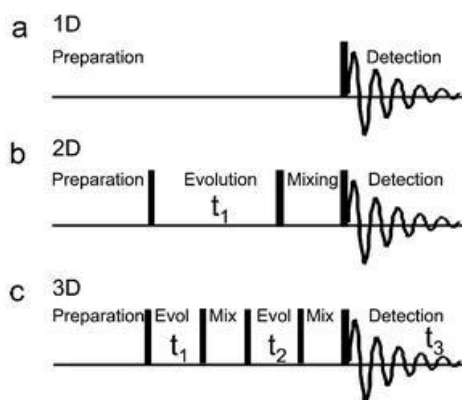 a 1D
Preparation Detection
b 2D
Preparation Evolution Mixing Detection
t1
c 3D
Preparation Evol Mix Evol Mix Detection
t1 t2 t3